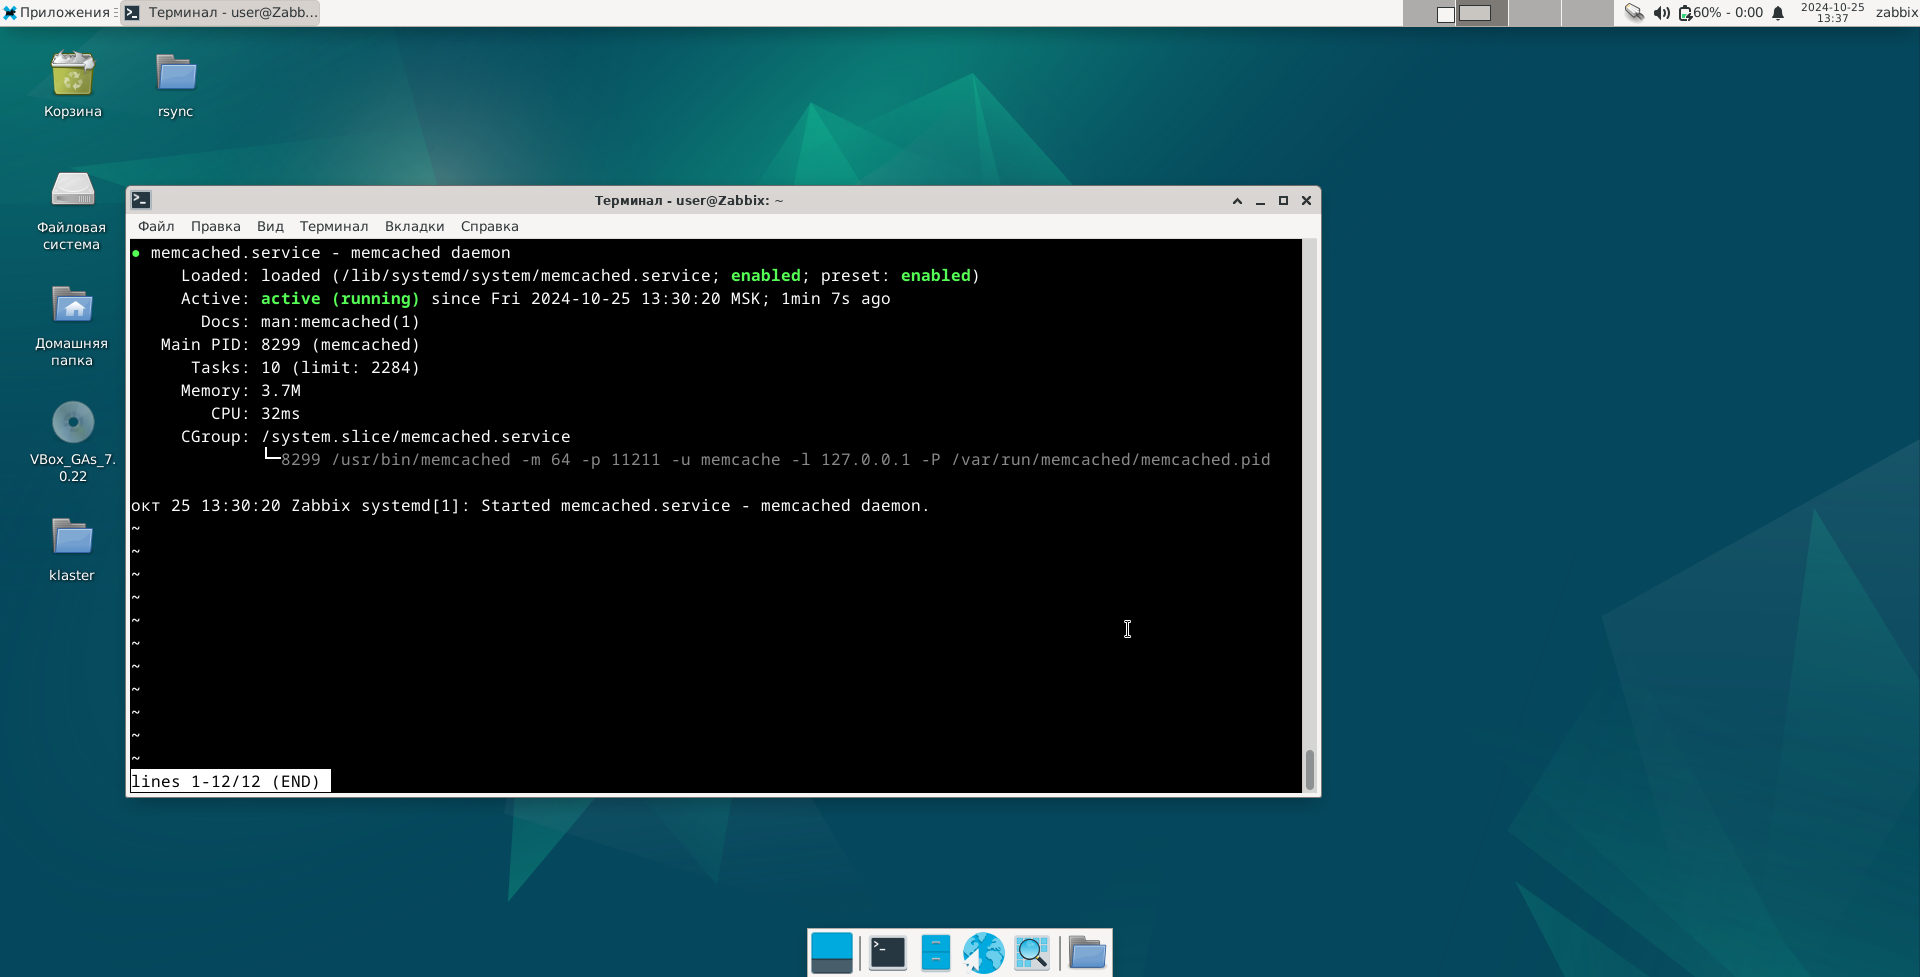 Приложения
Терминал - user@Zabb...
60% - 0:00
2024-10-25
13:37
zabbix
Корзина
rsync
Файловая
система
Домашняя
папка
VBox_GAs_7.
0.22
klaster
Терминал - user@Zabbix: ~
Файл Правка Вид Терминал Вкладки Справка
● memcached.service - memcached daemon
Loaded: loaded (/lib/systemd/system/memcached.service; enabled; preset: enabled)
Active: active (running) since Fri 2024-10-25 13:30:20 MSK; 1min 7s ago
Docs: man:memcached(1)
Main PID: 8299 (memcached)
Tasks: 10 (limit: 2284)
Memory: 3.7M
CPU: 32ms
CGroup: /system.slice/memcached.service
└─8299 /usr/bin/memcached -m 64 -p 11211 -u memcache -l 127.0.0.1 -P /var/run/memcached/memcached.pid
окт 25 13:30:20 Zabbix systemd[1]: Started memcached.service - memcached daemon.
~
~
~
~
~
~
~
~
~
~
~
lines 1-12/12 (END)